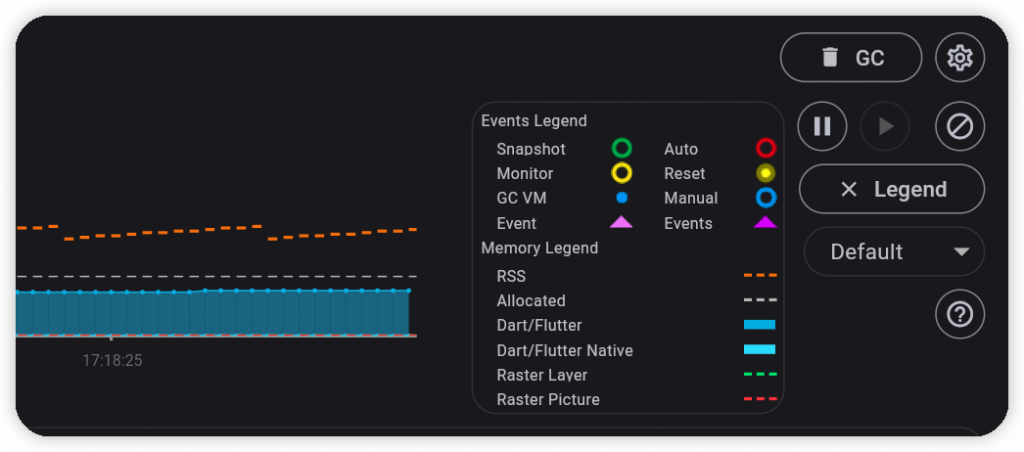 GC
Events Legend
Snapshot Auto
Monitor Reset
GC VM Manual
Event Events
Memory Legend
RSS
Allocated
Dart/Flutter
Dart/Flutter Native
Raster Layer
Raster Picture
Legend
Default
17:18:25